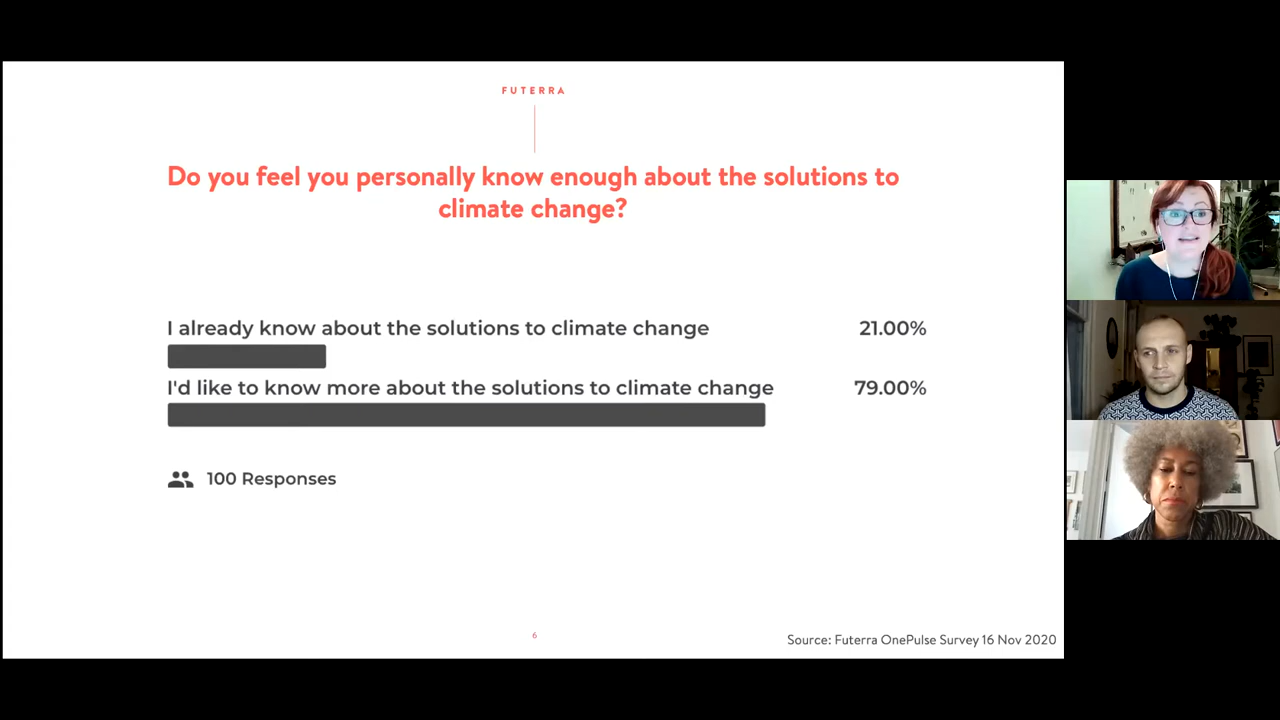 FUTERRA
Do you feel you personally know enough about the solutions to
climate change?
I already know about the solutions to climate change 21.00%
I'd like to know more about the solutions to climate change 79.00%
100 Responses
6
Source: Futerra OnePulse Survey 16 Nov 2020